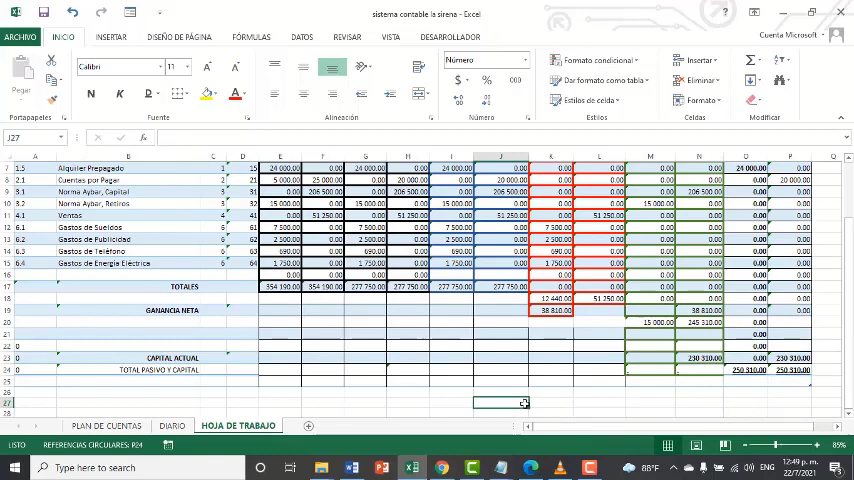 sistema contable la sirena - Excel
ARCHIVO INICIO INSERTAR DISEÑO DE PÁGINA FÓRMULAS DATOS REVISAR VISTA DESARROLLADOR Cuenta Microsoft
Calibri 11 Número Formato condicional Insertar
Pegar Dar formato como tabla Eliminar
N K S Estilos de celda Formato
Portapapeles Fuente Alineación Número Estilos Celdas Modificar
J27
A B C D E F G H I J K L M N O P Q
7 1.5 Alquiler Prepagado 1 15 24 000.00 0.00 24 000.00 0.00 24 000.00 0.00 0.00 0.00 0.00 0.00 24 000.00 0.00
8 2.1 Cuentas por Pagar 2 21 5 000.00 25 000.00 0.00 20 000.00 0.00 20 000.00 0.00 0.00 0.00 0.00 0.00 20 000.00
9 3.1 Norma Aybar, Capital 3 31 0.00 206 500.00 0.00 206 500.00 0.00 206 500.00 0.00 0.00 0.00 206 500.00 0.00 0.00
10 3.2 Norma Aybar, Retiros 3 32 15 000.00 0.00 15 000.00 0.00 15 000.00 0.00 0.00 0.00 15 000.00 0.00 0.00 0.00
11 4.1 Ventas 4 41 0.00 51 250.00 0.00 51 250.00 0.00 51 250.00 0.00 51 250.00 0.00 0.00 0.00 0.00
12 6.1 Gastos de Sueldos 6 61 7 500.00 0.00 7 500.00 0.00 7 500.00 0.00 7 500.00 0.00 0.00 0.00 0.00 0.00
13 6.2 Gastos de Publicidad 6 62 2 500.00 0.00 2 500.00 0.00 2 500.00 0.00 2 500.00 0.00 0.00 0.00 0.00 0.00
14 6.3 Gastos de Teléfono 6 63 690.00 0.00 690.00 0.00 690.00 0.00 690.00 0.00 0.00 0.00 0.00 0.00
15 6.4 Gastos de Energía Eléctrica 6 64 1 750.00 0.00 1 750.00 0.00 1 750.00 0.00 1 750.00 0.00 0.00 0.00 0.00 0.00
16 0.00 0.00 0.00 0.00 0.00 0.00 0.00 0.00 0.00 0.00 0.00 0.00
17 TOTALES 354 190.00 354 190.00 277 750.00 277 750.00 277 750.00 277 750.00 0.00 0.00 0.00 0.00 0.00 0.00
18 12 440.00 51 250.00 0.00 0.00 0.00 0.00
19 GANANCIA NETA 38 810.00 38 810.00 0.00 0.00
20 15 000.00 245 310.00 0.00
21 0.00
22 0 0.00
23 0 CAPITAL ACTUAL 230 310.00 0.00 230 310.00
24 0 TOTAL PASIVO Y CAPITAL 250 310.00 250 310.00
25
26
27
28
PLAN DE CUENTAS DIARIO HOJA DE TRABAJO
LISTO REFERENCIAS CIRCULARES: P24 85%
Type here to search 88°F ENG 12:49 p. m.
22/7/2021